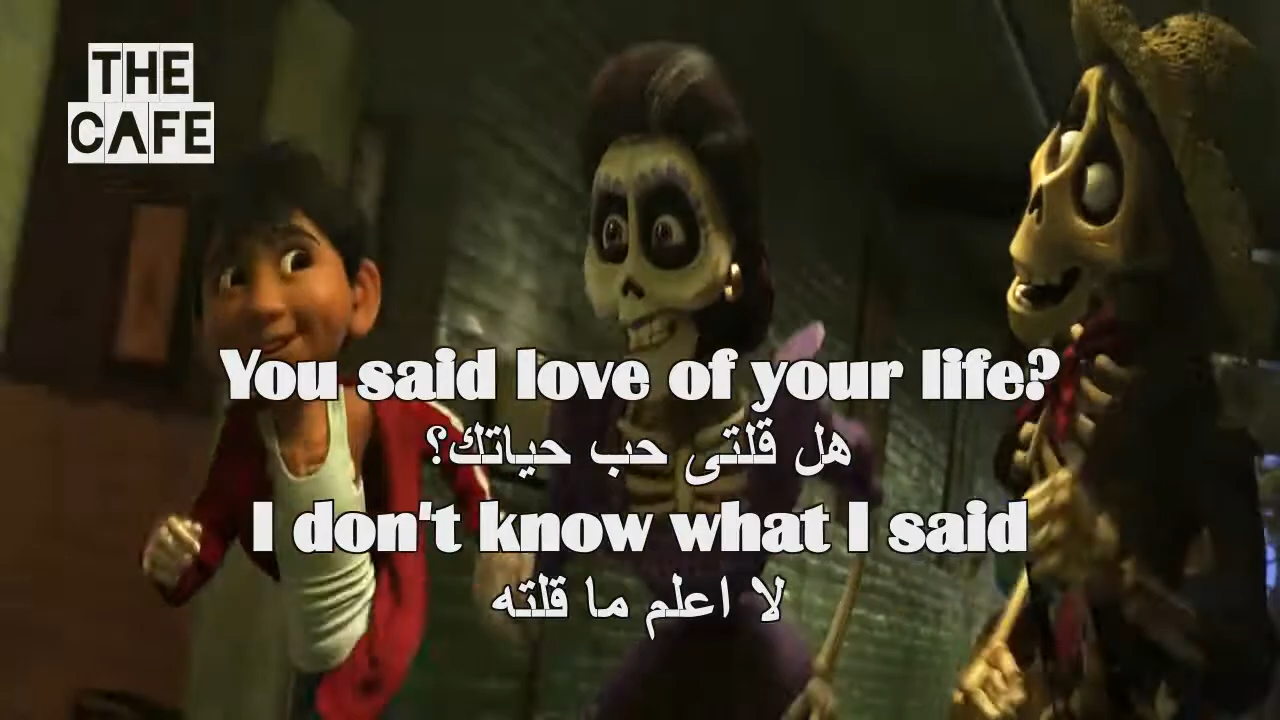 THE
CAFE
You said love of your life?
هل قلتى حب حياتك؟
I don't know what I said
لا اعلم ما قلته